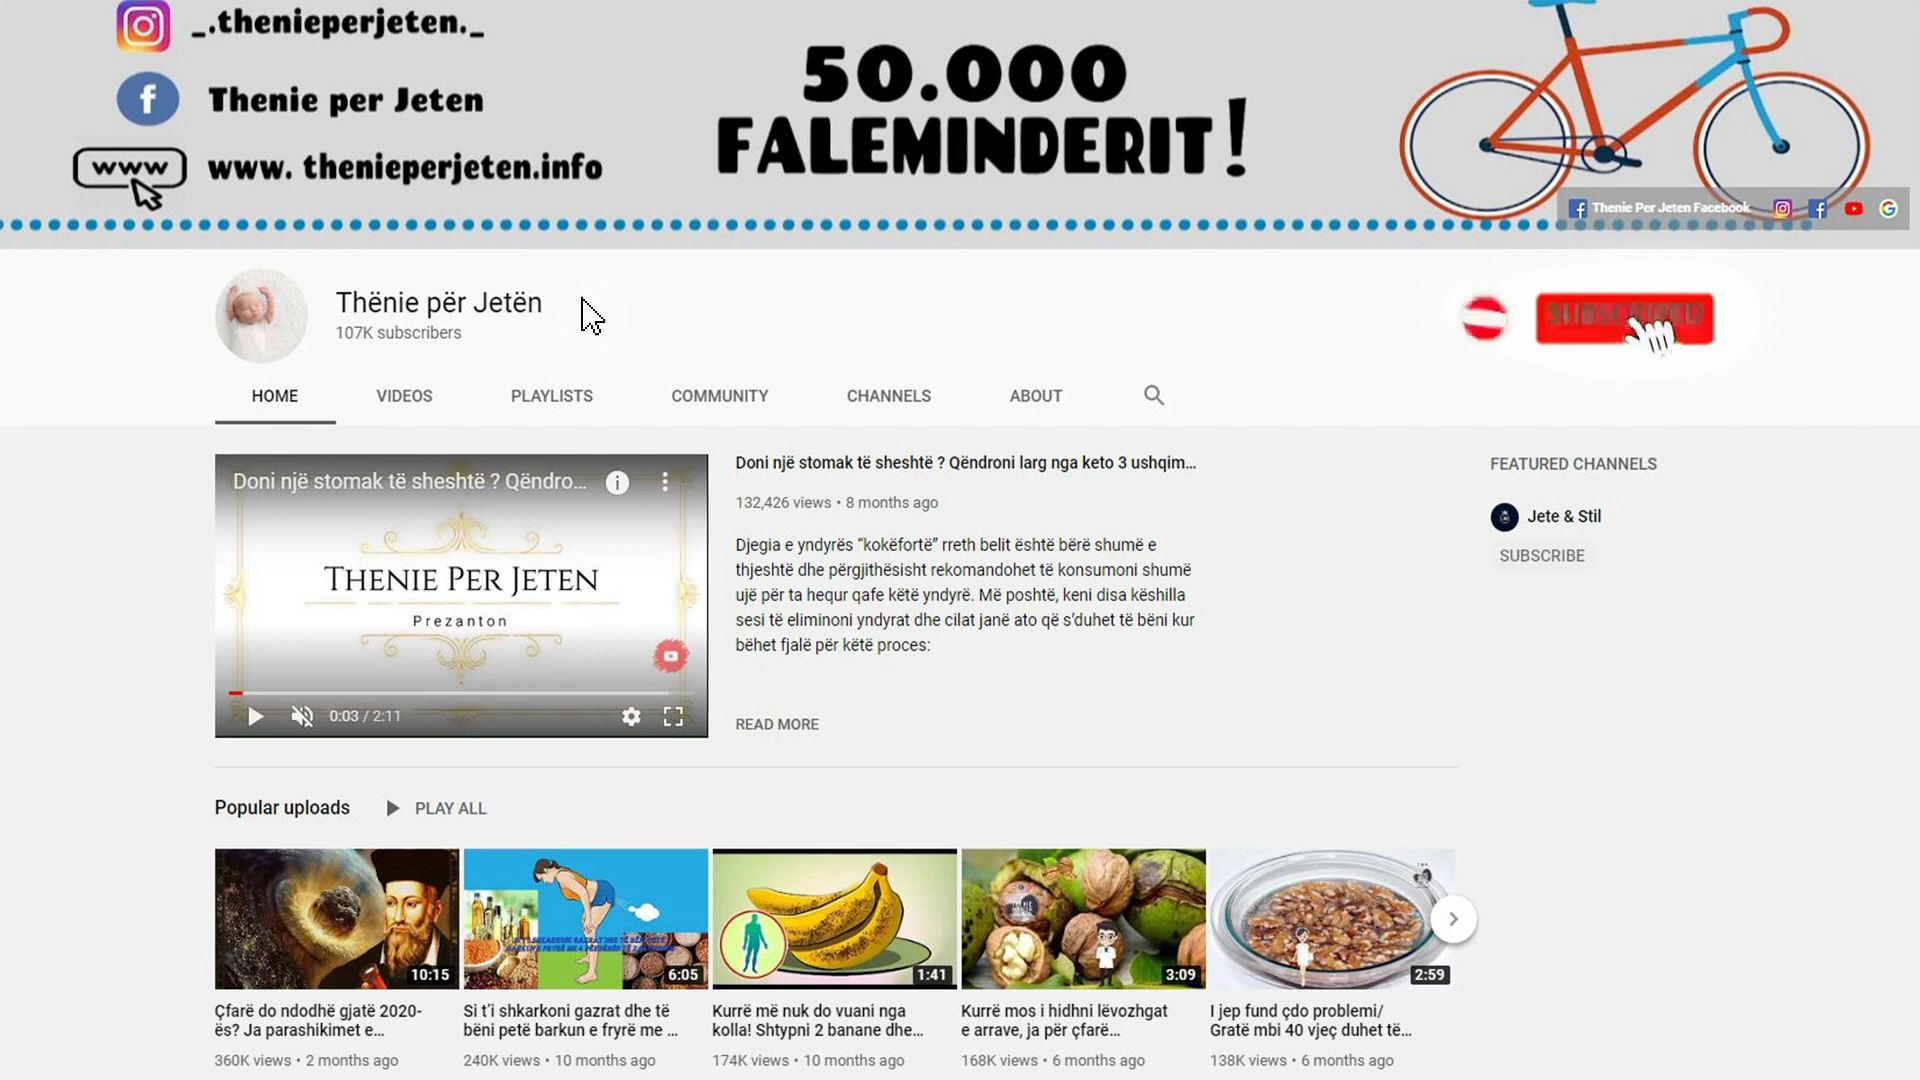 _.thenieperjeten._
Thenie per Jeten
www
www. thenieperjeten.info
50.000
FALEMINDERIT!
Thenie Per Jeten Facebook
Thënie për Jetën
107K subscribers
HOME
VIDEOS
PLAYLISTS
COMMUNITY
CHANNELS
ABOUT
Doni një stomak të sheshtë ? Qëndro...
THENIE PER JETEN
Prezanton
0:03 / 2:11
Doni një stomak të sheshtë ? Qëndroni larg nga keto 3 ushqim...
132,426 views • 8 months ago
Djegia e yndyrës “kokëfortë” rreth belit është bërë shumë e
thjeshtë dhe përgjithësisht rekomandohet të konsumoni shumë
ujë për ta hequr qafe këtë yndyrë. Më poshtë, keni disa këshilla
sesi të eliminoni yndyrat dhe cilat janë ato që s’duhet të bëni kur
bëhet fjalë për këtë proces:
READ MORE
FEATURED CHANNELS
Jete & Stil
SUBSCRIBE
Popular uploads
PLAY ALL
10:15
6:05
1:41
3:09
2:59
Çfarë do ndodhë gjatë 2020-
ës? Ja parashikimet e...
360K views • 2 months ago
Si t’i shkarkoni gazrat dhe të
bëni petë barkun e fryrë me ...
240K views • 10 months ago
Kurrë më nuk do vuani nga
kolla! Shtypni 2 banane dhe...
174K views • 10 months ago
Kurrë mos i hidhni lëvozhgat
e arrave, ja për çfarë...
168K views • 6 months ago
I jep fund çdo problemi/
Gratë mbi 40 vjeç duhet të...
138K views • 6 months ago